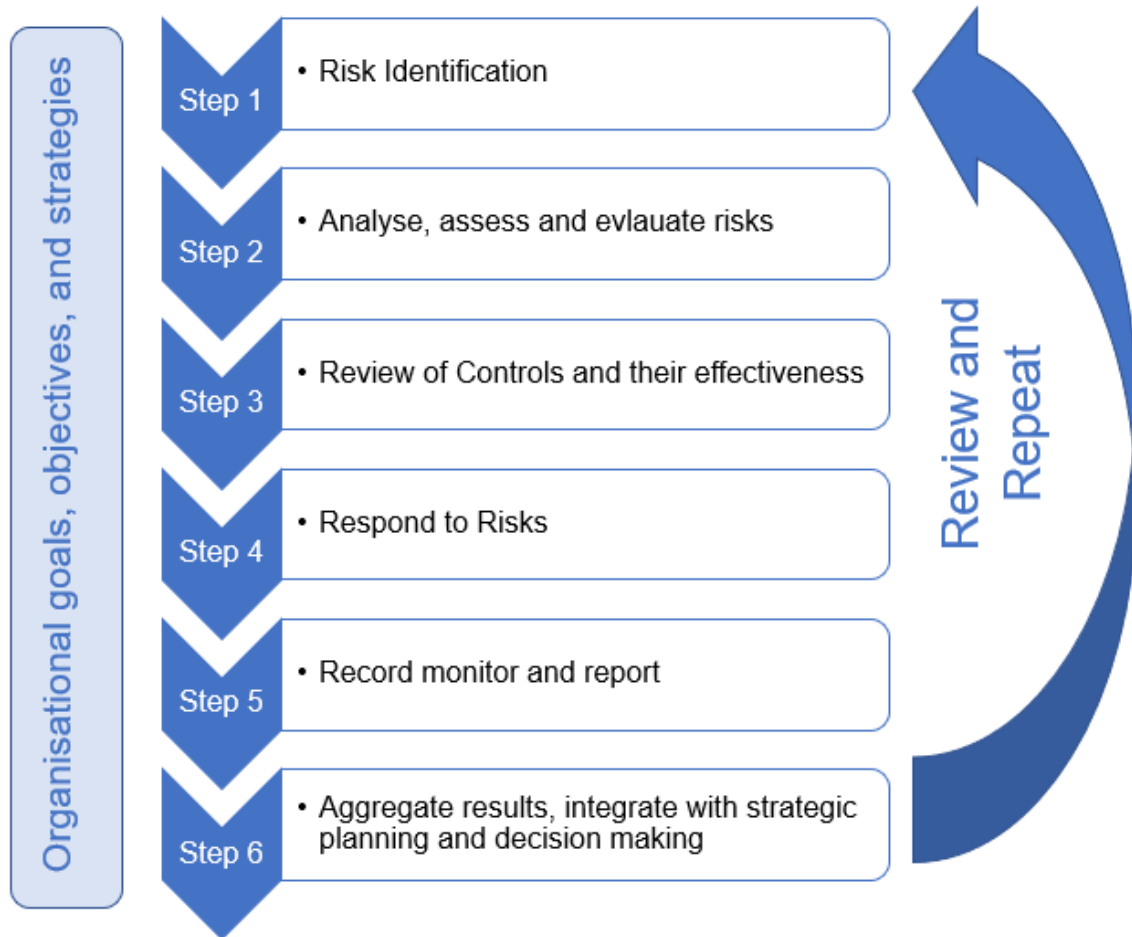 Organisational goals, objectives, and strategies
Step 1
• Risk Identification
Step 2
• Analyse, assess and evlauate risks
Step 3
• Review of Controls and their effectiveness
Step 4
• Respond to Risks
Step 5
• Record monitor and report
Step 6
• Aggregate results, integrate with strategic
planning and decision making
Review and
Repeat